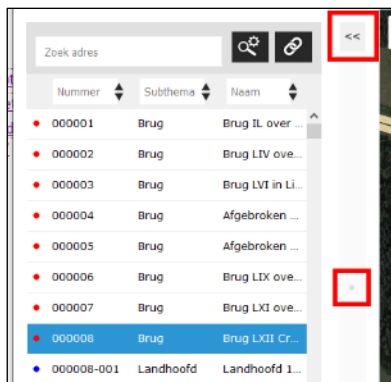 <<
Zoek adres
Nummer Subthema Naam
000001 Brug Brug IL over ...
000002 Brug Brug LIV ove...
000003 Brug Brug LVI in Li...
000004 Brug Afgebroken ...
000005 Brug Afgebroken ...
000006 Brug Brug LIX ove...
000007 Brug Brug LXI ove...
000008 Brug Brug LXII Cr...
000008-001 Landhoofd Landhoofd 1...